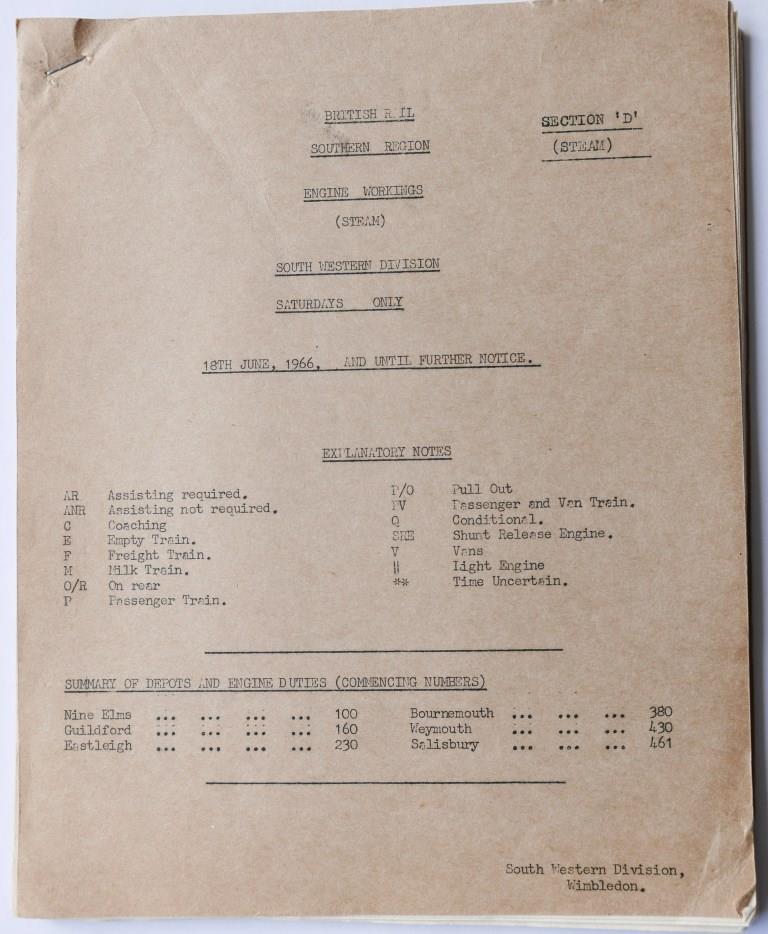 BRITISH RAIL
SECTION 'D'
SOUTHERN REGION
(STEAM)
ENGINE WORKINGS
(STEAM)
SOUTH WESTERN DIVISION
SATURDAYS ONLY
18TH JUNE, 1966, AND UNTIL FURTHER NOTICE.
EXPLANATORY NOTES
AR Assisting required.
ANR Assisting not required.
C Coaching
E Empty Train.
F Freight Train.
M Milk Train.
O/R On rear
P Passenger Train.
P/O Pull Out
PV Passenger and Van Train.
Q Conditional.
SRE Shunt Release Engine.
V Vans
|| Light Engine
** Time Uncertain.
SUMMARY OF DEPOTS AND ENGINE DUTIES (COMMENCING NUMBERS)
Nine Elms ... ... ... ... 100
Guildford ... ... ... ... 160
Eastleigh ... ... ... ... 230
Bournemouth ... ... ... 380
Weymouth ... ... ... 430
Salisbury ... ... ... 461
South Western Division,
Wimbledon.